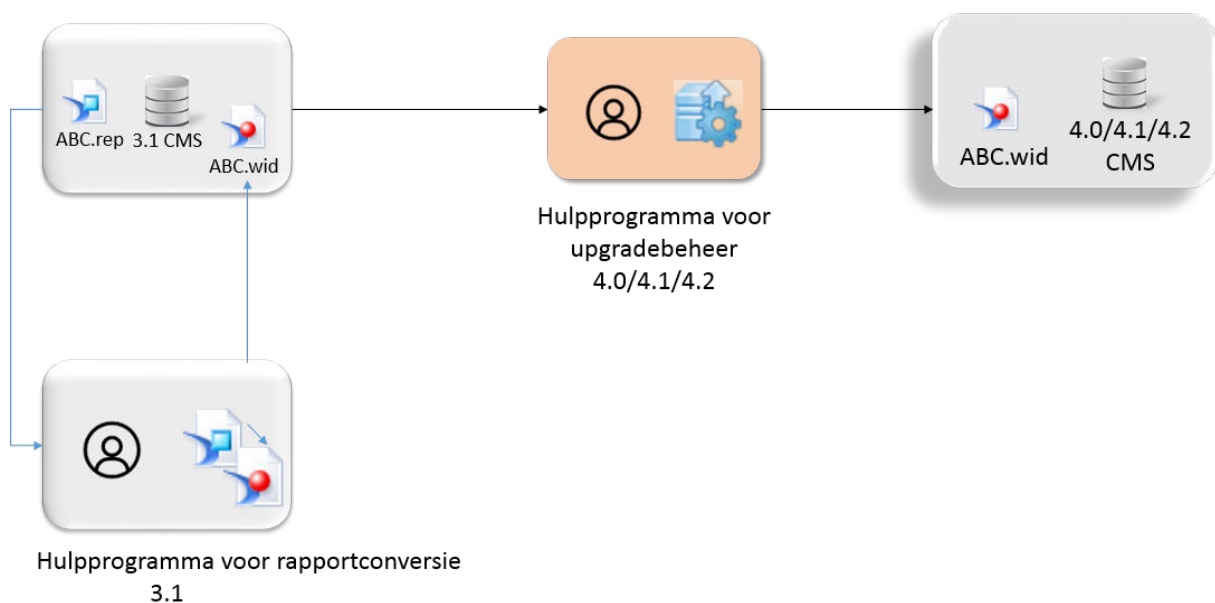 ABC.rep
3.1 CMS
ABC.wid
Hulpprogramma voor
upgradebeheer
4.0/4.1/4.2
ABC.wid
4.0/4.1/4.2
CMS
Hulpprogramma voor rapportconversie
3.1